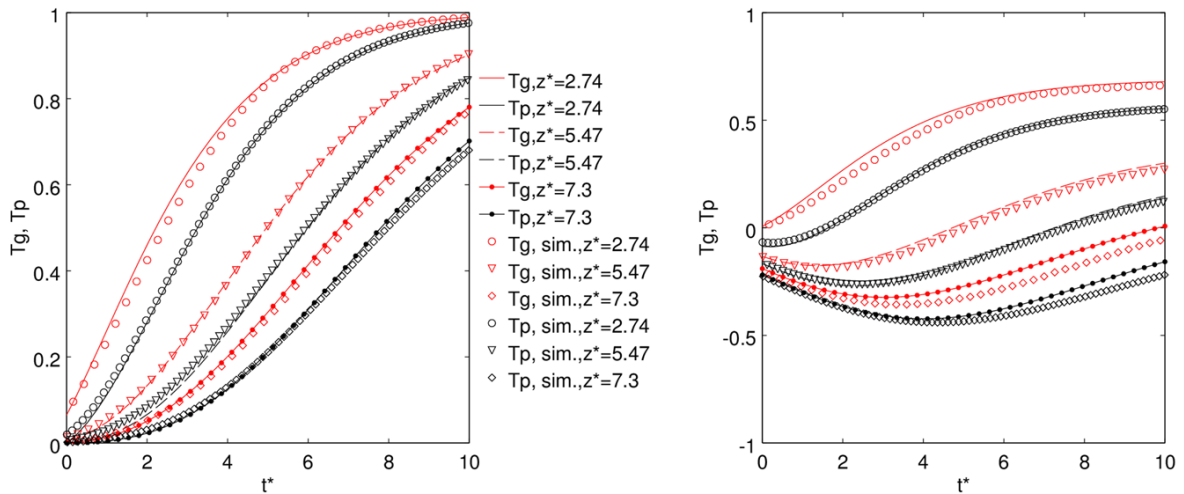 1
0.8
0.6
0.4
0.2
0
Tg, Tp
0 2 4 6 8 10
t*
Tg,z*=2.74
Tp,z*=2.74
Tg,z*=5.47
Tp,z*=5.47
Tg,z*=7.3
Tp,z*=7.3
Tg, sim.,z*=2.74
Tg, sim.,z*=5.47
Tg, sim.,z*=7.3
Tp, sim.,z*=2.74
Tp, sim.,z*=5.47
Tp, sim.,z*=7.3
1
0.5
0
-0.5
-1
Tg, Tp
0 2 4 6 8 10
t*